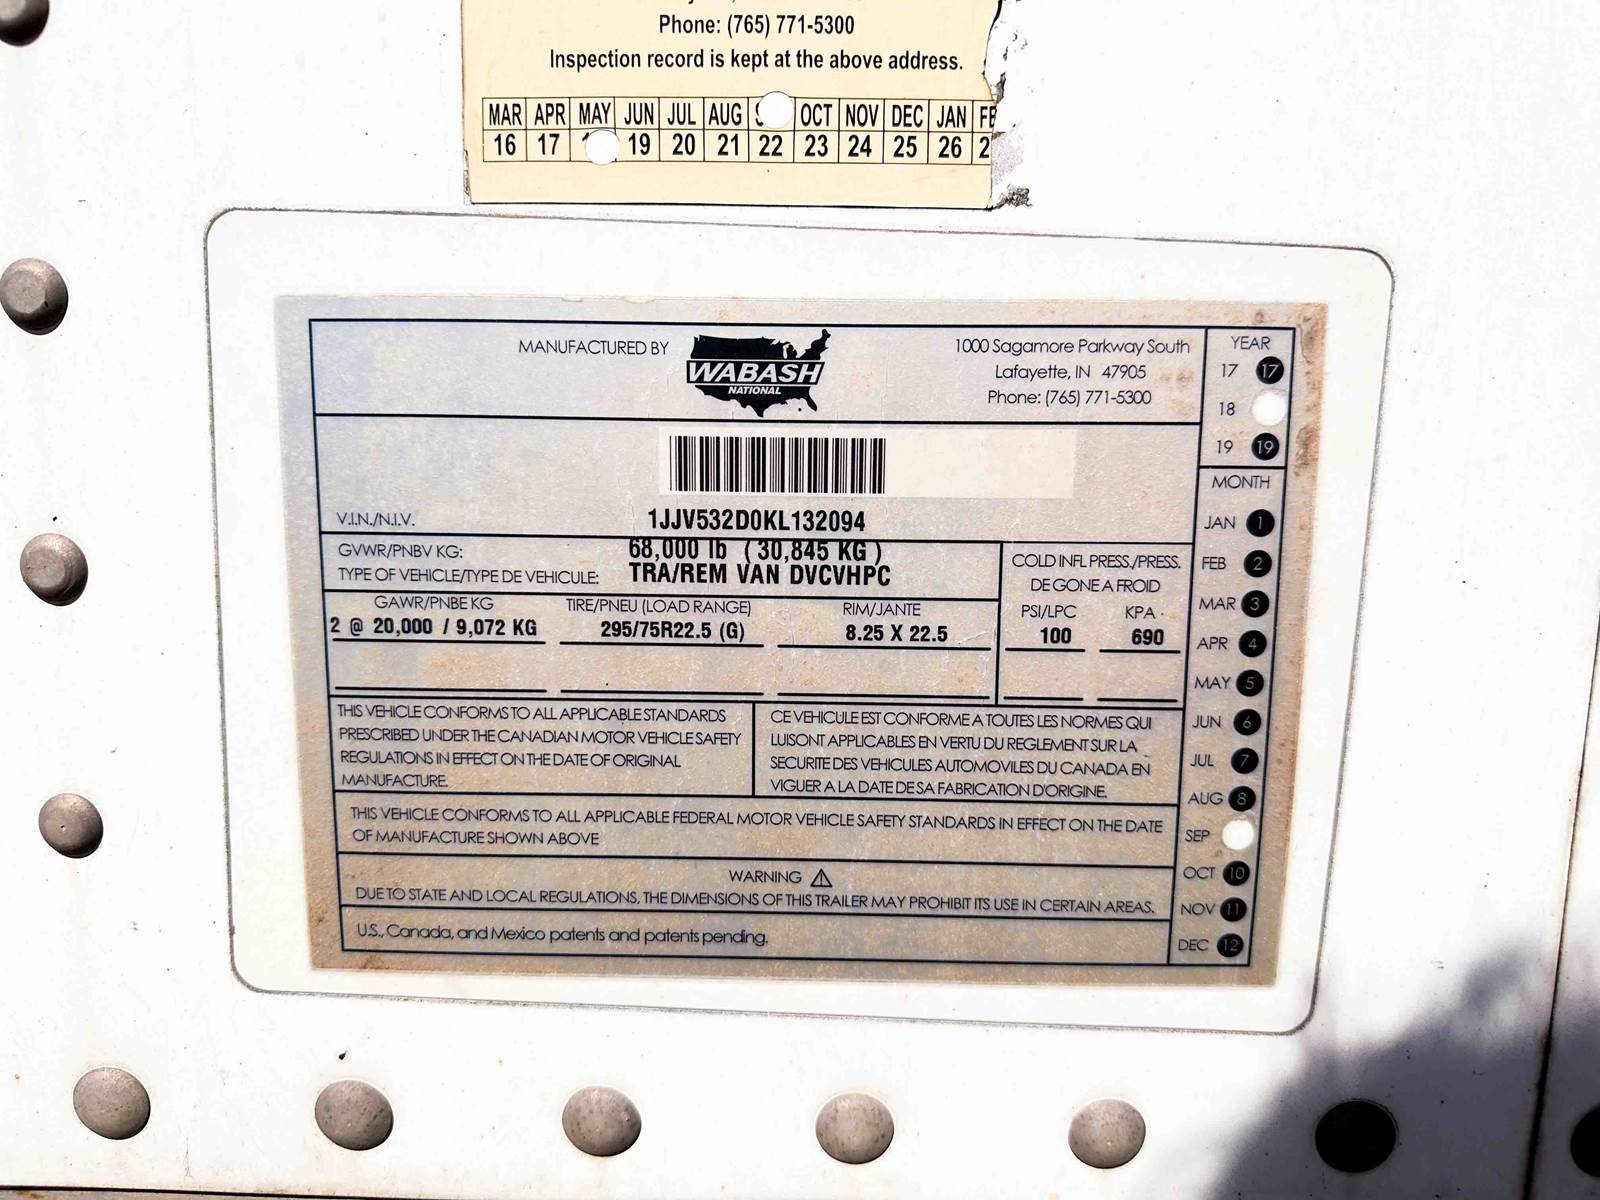 Phone: (765) 771-5300
Inspection record is kept at the above address.
MAR APR MAY JUN JUL AUG OCT NOV DEC JAN
16 17 19 20 21 22 23 24 25 26
MANUFACTURED BY
WABASH
NATIONAL
1000 Sagamore Parkway South
Lafayette, IN 47905
Phone: (765) 771-5300
V.I.N./N.I.V.
1JJV532D0KL132094
GVWR/PNBV KG: 68,000 lb (30,845 KG)
TYPE OF VEHICLE/TYPE DE VEHICULE: TRA/REM VAN DVCVHPC
GAWR/PNBE KG TIRE/PNEU (LOAD RANGE) RIM/JANTE
2 @ 20,000 / 9,072 KG 295/75R22.5 (G) 8.25 X 22.5
COLD INFL PRESS./PRESS.
DE GONE A FROID
PSI/LPC KPA
100 690
THIS VEHICLE CONFORMS TO ALL APPLICABLE STANDARDS
PRESCRIBED UNDER THE CANADIAN MOTOR VEHICLE SAFETY
REGULATIONS IN EFFECT ON THE DATE OF ORIGINAL
MANUFACTURE.
CE VEHICULE EST CONFORME A TOUTES LES NORMES QUI
LUISONT APPLICABLES EN VERTU DU REGLEMENT SUR LA
SECURITE DES VEHICULES AUTOMOVILES DU CANADA EN
VIGUER A LA DATE DE SA FABRICATION D'ORIGINE.
THIS VEHICLE CONFORMS TO ALL APPLICABLE FEDERAL MOTOR VEHICLE SAFETY STANDARDS IN EFFECT ON THE DATE
OF MANUFACTURE SHOWN ABOVE
WARNING
DUE TO STATE AND LOCAL REGULATIONS, THE DIMENSIONS OF THIS TRAILER MAY PROHIBIT ITS USE IN CERTAIN AREAS.
U.S., Canada, and Mexico patents and patents pending.
YEAR
17 17
18
19 19
MONTH
JAN 1
FEB 2
MAR 3
APR 4
MAY 5
JUN 6
JUL 7
AUG 8
SEP
OCT 10
NOV 11
DEC 12